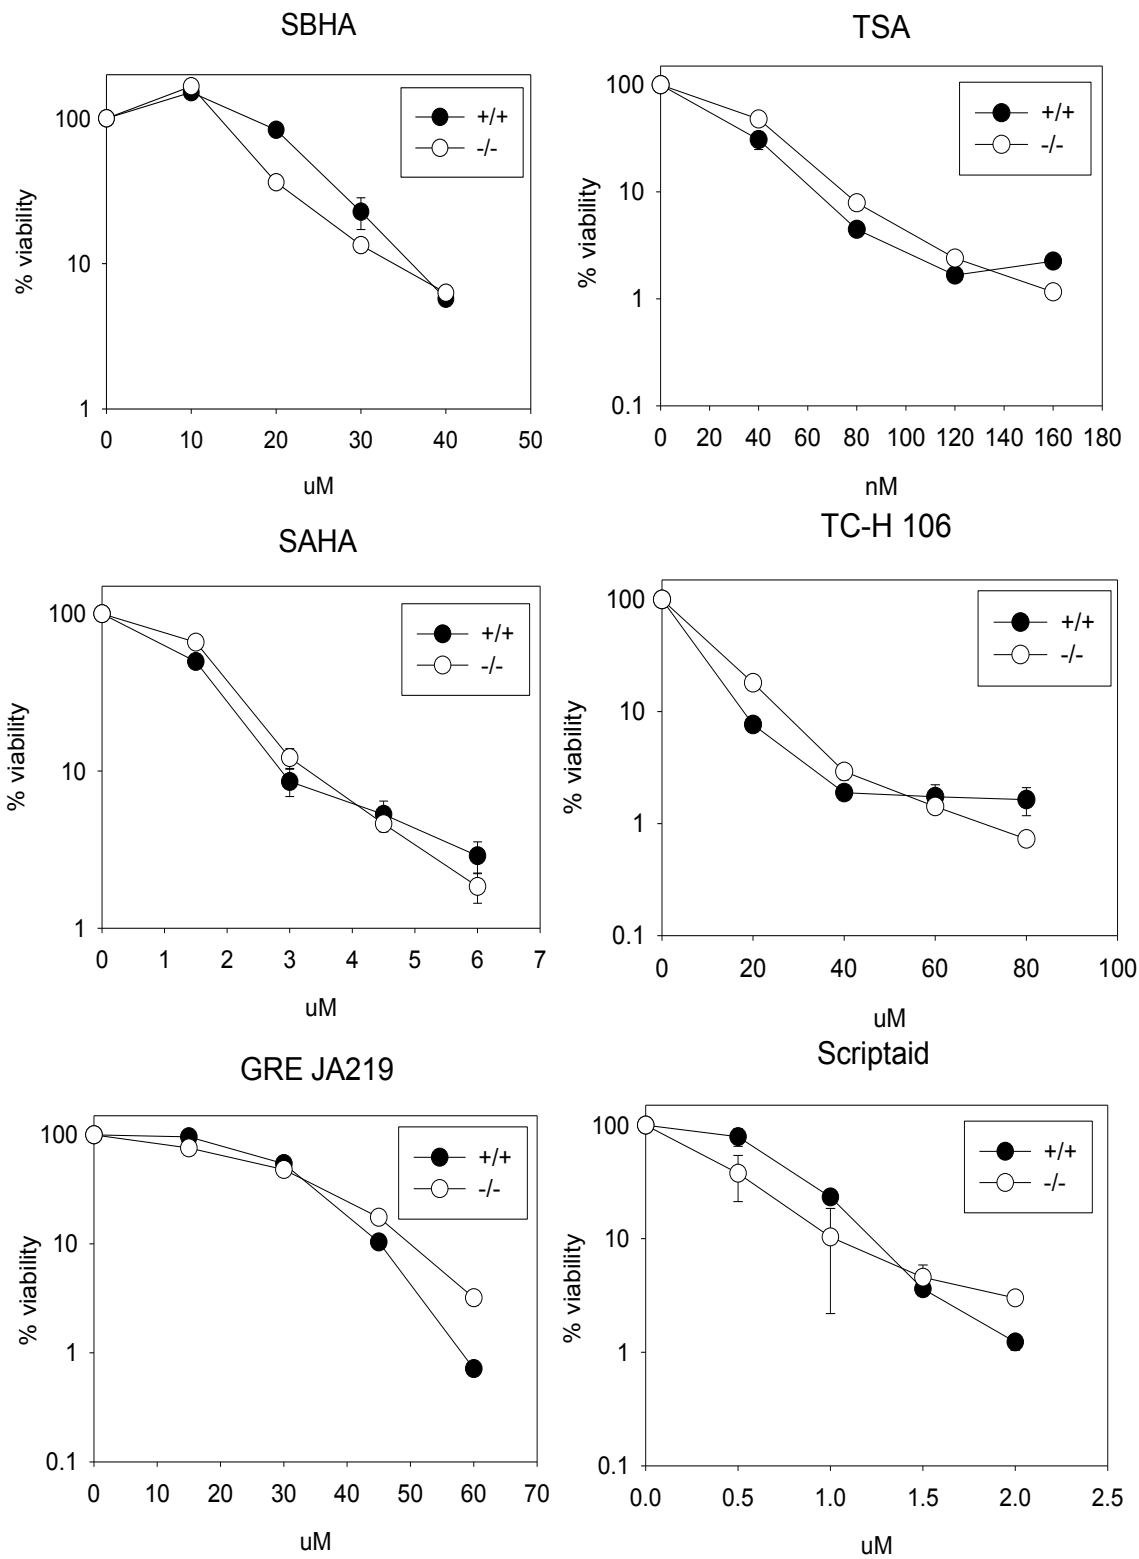 SBHA
100
10
1
% viability
+/+
-/-
0 10 20 30 40 50
uM
TSA
100
10
1
0.1
% viability
+/+
-/-
0 20 40 60 80 100 120 140 160 180
nM
SAHA
100
10
1
% viability
+/+
-/-
0 1 2 3 4 5 6 7
uM
TC-H 106
100
10
1
0.1
% viability
+/+
-/-
0 20 40 60 80 100
uM
GRE JA219
100
10
1
0.1
% viability
+/+
-/-
0 10 20 30 40 50 60 70
uM
Scriptaid
100
10
1
0.1
% viability
+/+
-/-
0.0 0.5 1.0 1.5 2.0 2.5
uM